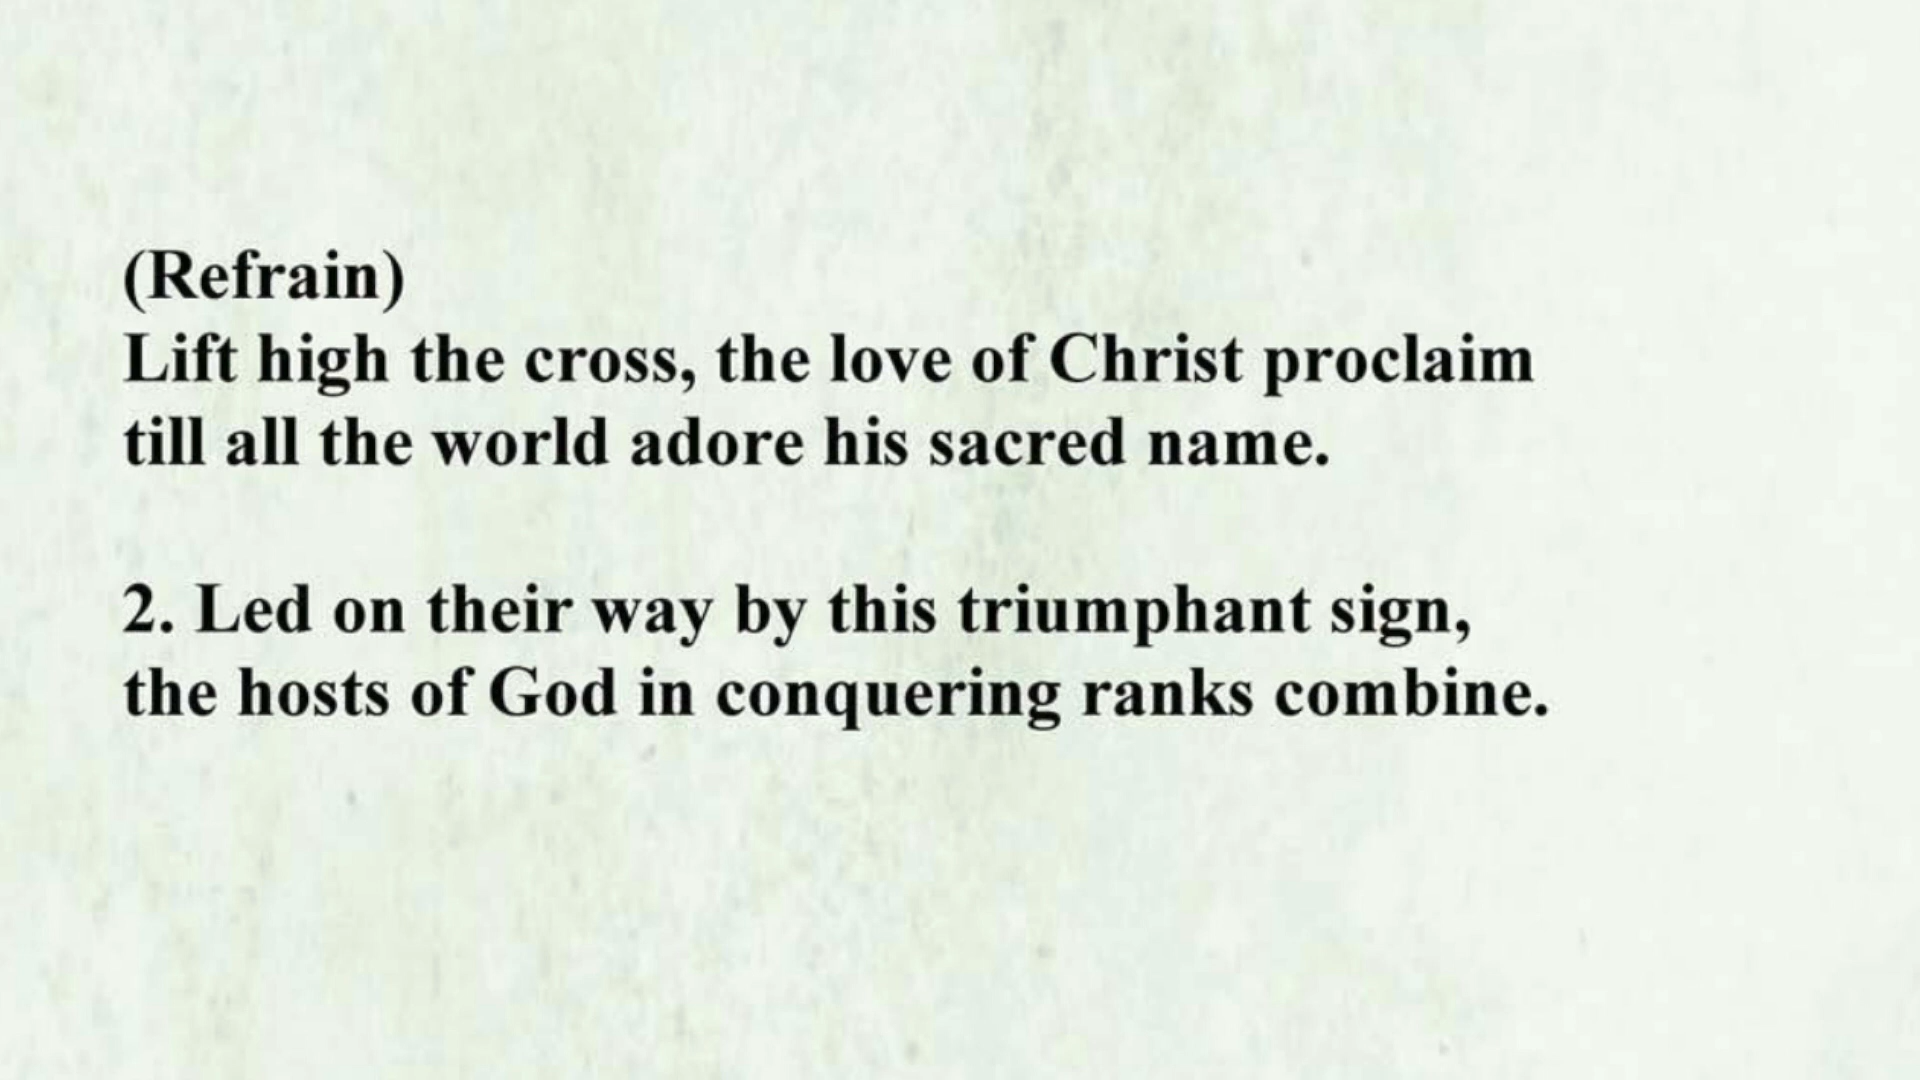 (Refrain)
Lift high the cross, the love of Christ proclaim
till all the world adore his sacred name.
2. Led on their way by this triumphant sign,
the hosts of God in conquering ranks combine.